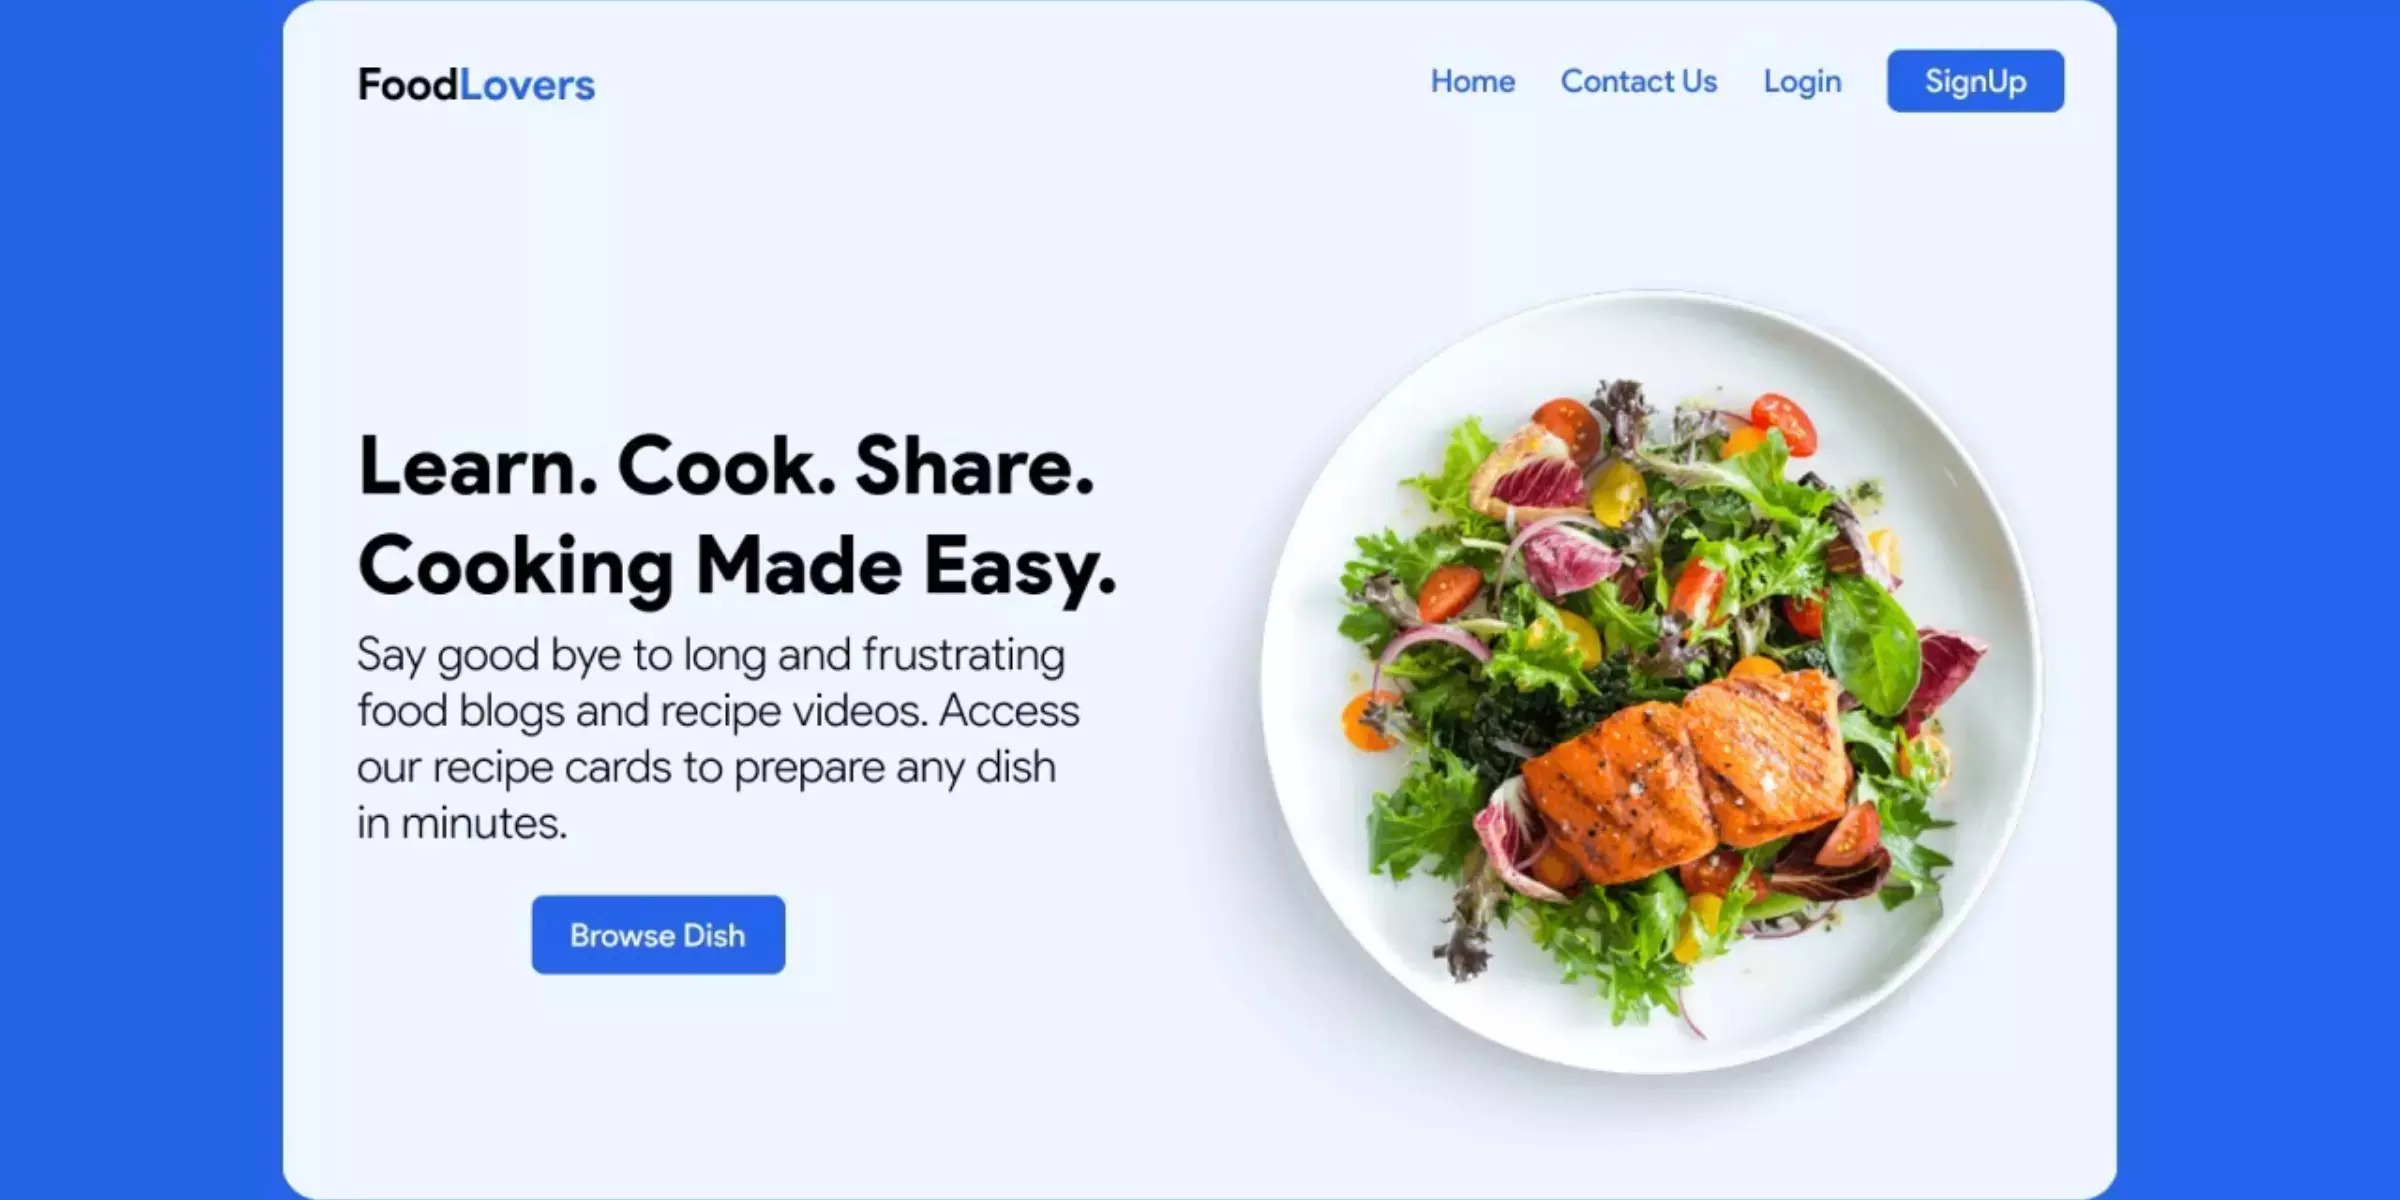 FoodLovers
Home Contact Us Login SignUp
Learn. Cook. Share.
Cooking Made Easy.
Say good bye to long and frustrating
food blogs and recipe videos. Access
our recipe cards to prepare any dish
in minutes.
Browse Dish